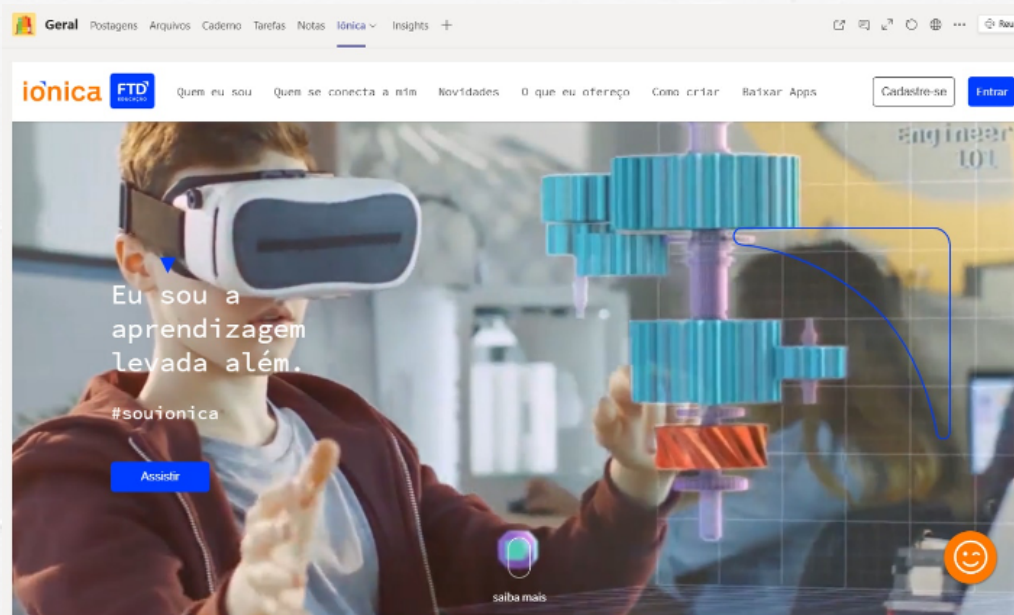 Geral Postagens Arquivos Caderno Tarefas Notas Iônica Insights
iônica FTD EDUCAÇÃO Quem eu sou Quem se conecta a mim Novidades O que eu ofereço Como criar Baixar Apps Cadastre-se Entrar
Engineer
Eu sou a
aprendizagem
levada além.
#souionica
Assistir
saiba mais